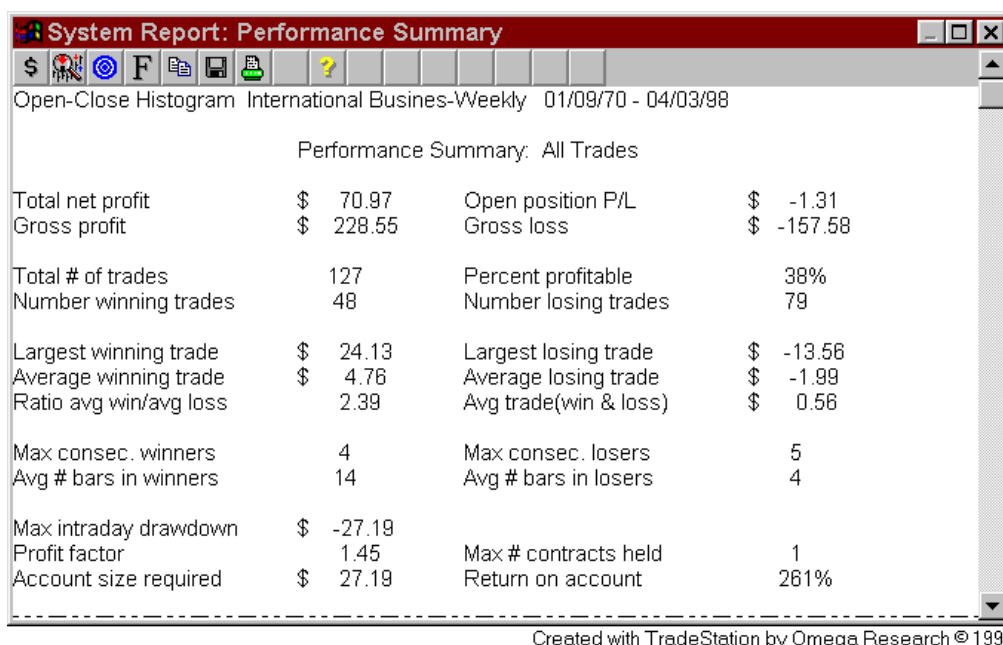 System Report: Performance Summary
$ F ?
Open-Close Histogram International Busines-Weekly 01/09/70 - 04/03/98
Performance Summary: All Trades
Total net profit $ 70.97 Open position P/L $ -1.31
Gross profit $ 228.55 Gross loss $ -157.58
Total # of trades 127 Percent profitable 38%
Number winning trades 48 Number losing trades 79
Largest winning trade $ 24.13 Largest losing trade $ -13.56
Average winning trade $ 4.76 Average losing trade $ -1.99
Ratio avg win/avg loss 2.39 Avg trade(win & loss) $ 0.56
Max consec. winners 4 Max consec. losers 5
Avg # bars in winners 14 Avg # bars in losers 4
Max intraday drawdown $ -27.19
Profit factor 1.45 Max # contracts held 1
Account size required $ 27.19 Return on account 261%
Created with TradeStation by Omega Research © 199